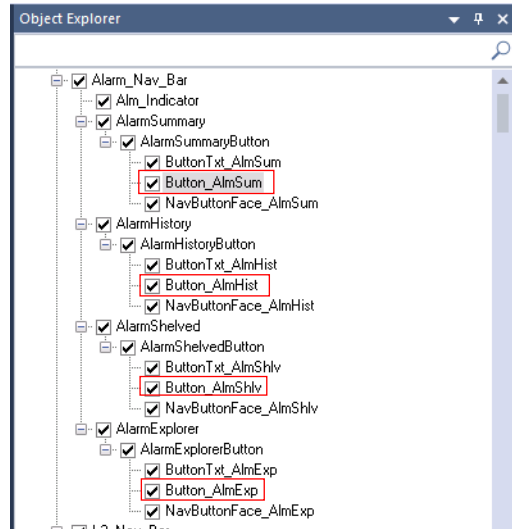 Object Explorer
Alarm_Nav_Bar
Alm_Indicator
AlarmSummary
AlarmSummaryButton
ButtonTxt_AlmSum
Button_AlmSum
NavButtonFace_AlmSum
AlarmHistory
AlarmHistoryButton
ButtonTxt_AlmHist
Button_AlmHist
NavButtonFace_AlmHist
AlarmShelved
AlarmShelvedButton
ButtonTxt_AlmShlv
Button_AlmShlv
NavButtonFace_AlmShlv
AlarmExplorer
AlarmExplorerButton
ButtonTxt_AlmExp
Button_AlmExp
NavButtonFace_AlmExp